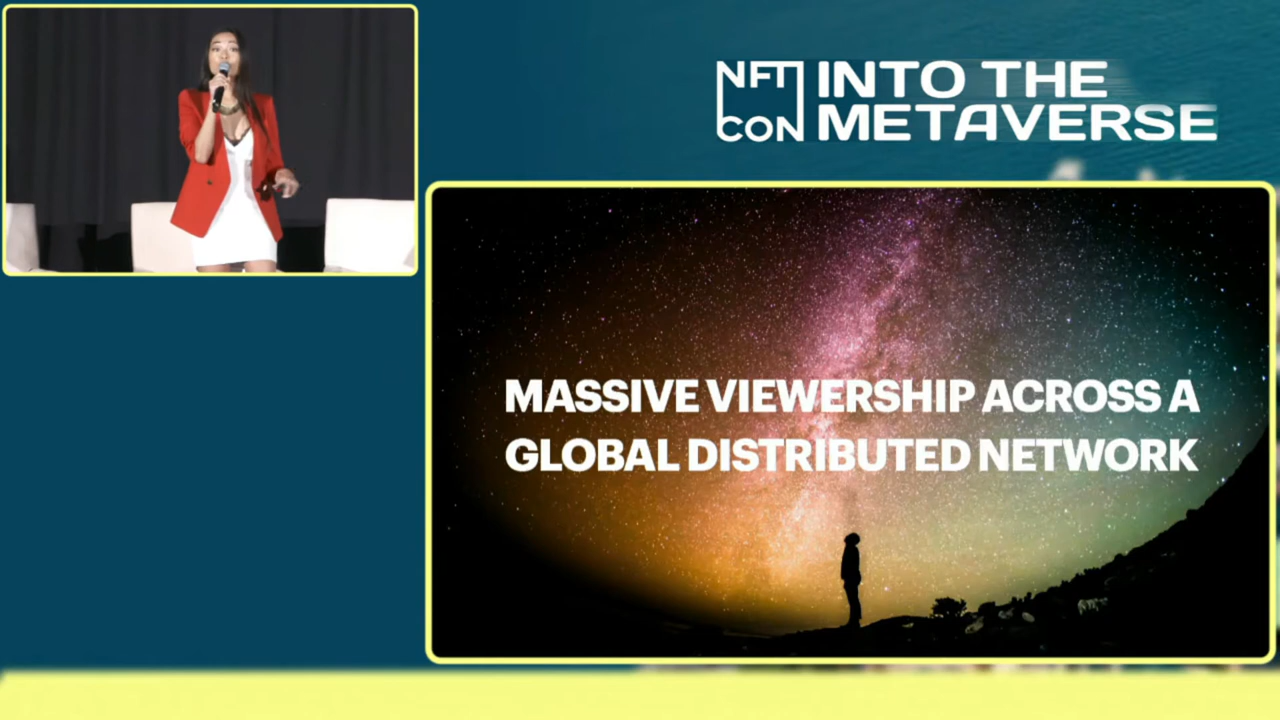 NFT
CON
INTO THE
METAVERSE
MASSIVE VIEWERSHIP ACROSS A
GLOBAL DISTRIBUTED NETWORK